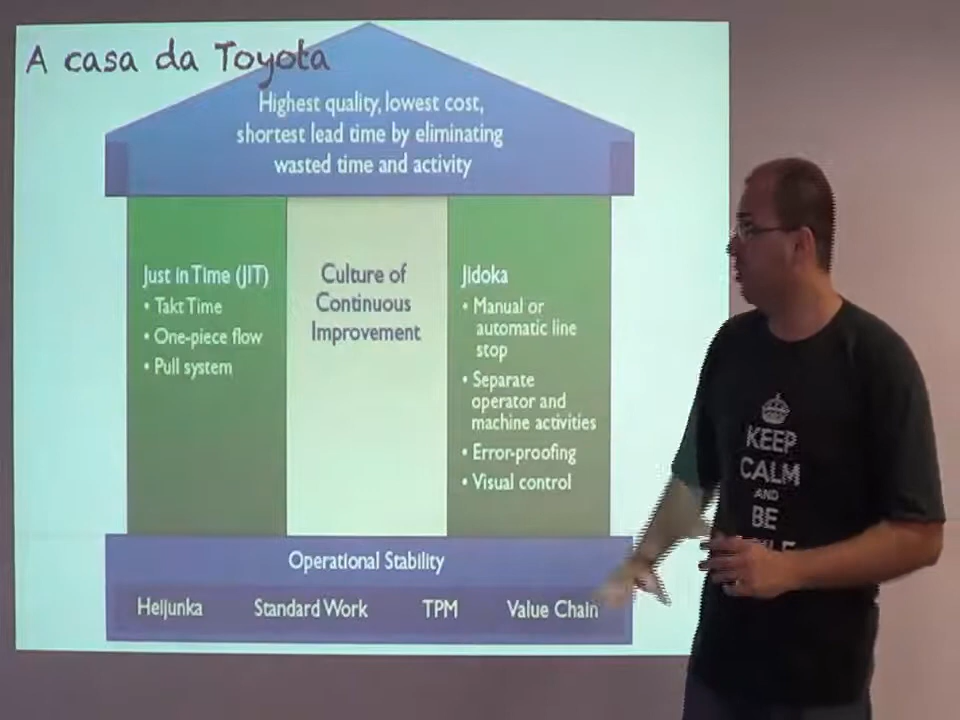 A casa da Toyota
Highest quality, lowest cost,
shortest lead time by eliminating
wasted time and activity
Just in Time (JIT)
• Takt Time
• One-piece flow
• Pull system
Culture of
Continuous
Improvement
Jidoka
• Manual or
automatic line
stop
• Separate
operator and
machine activities
• Error-proofing
• Visual control
Operational Stability
Heijunka Standard Work TPM Value Chain
KEEP
CALM
AND
BE